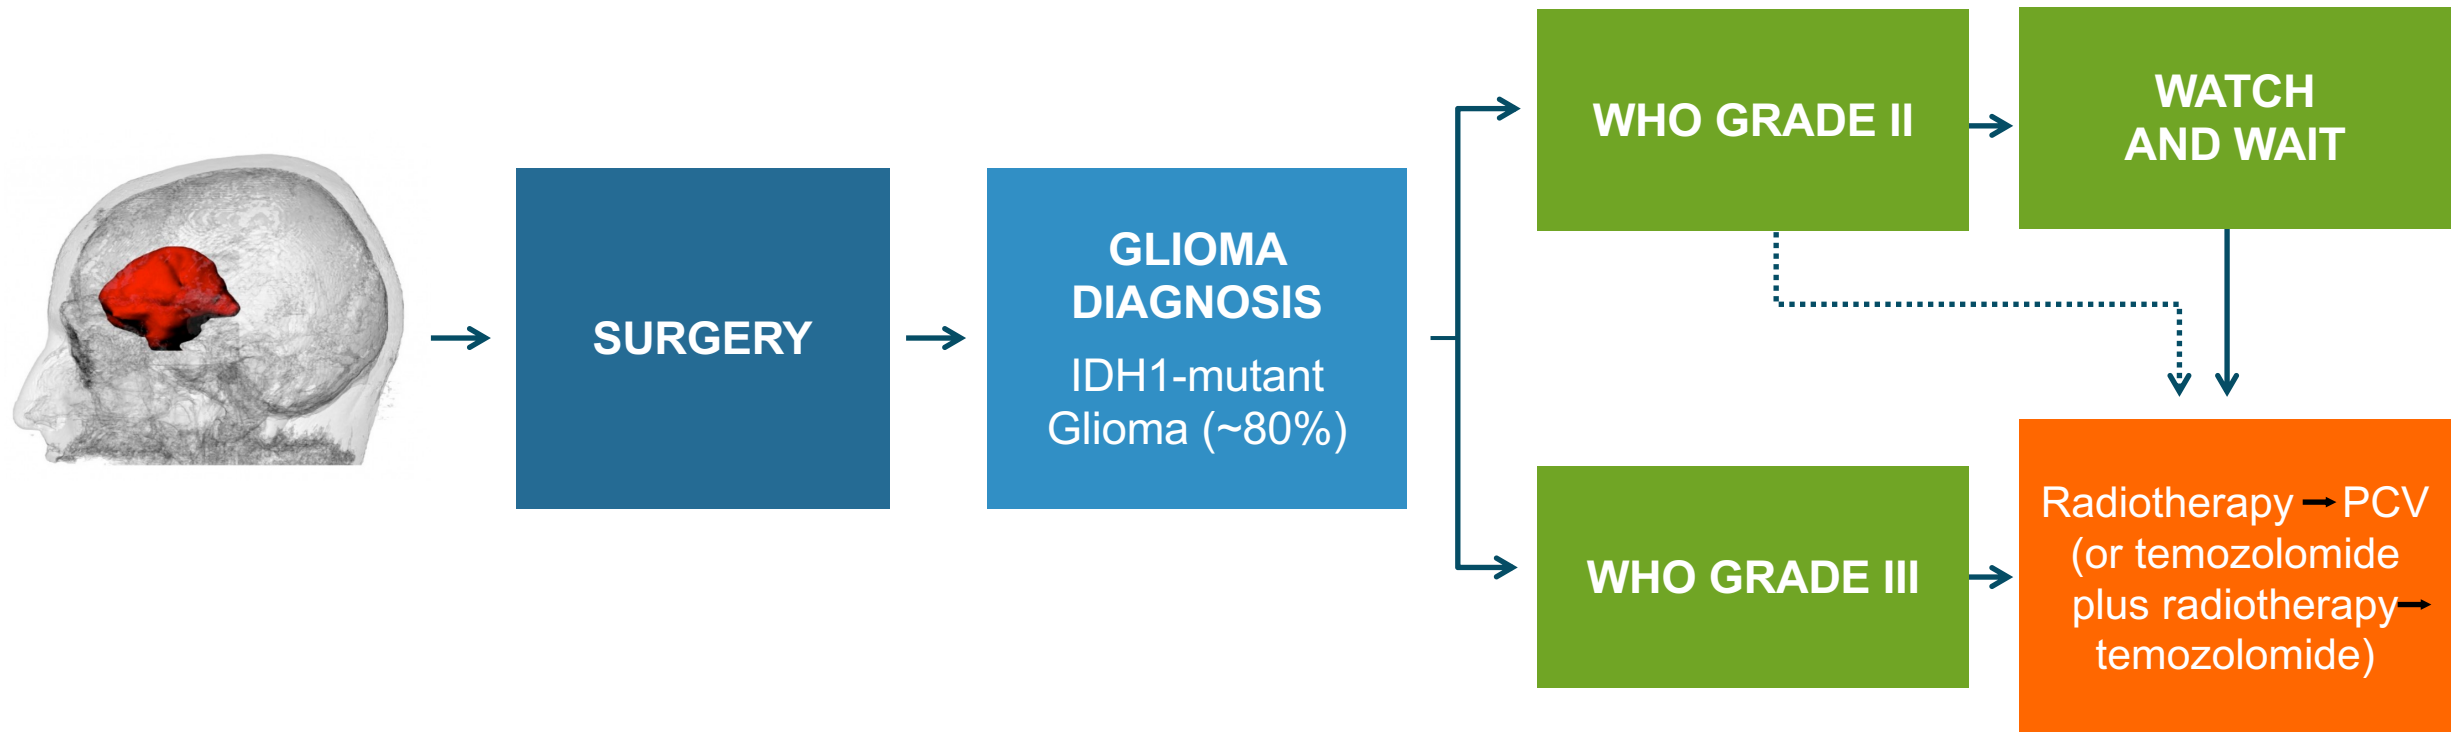 SURGERY
GLIOMA
DIAGNOSIS
IDH1-mutant
Glioma (~80%)
WHO GRADE II
WATCH
AND WAIT
WHO GRADE III
Radiotherapy → PCV
(or temozolomide
plus radiotherapy→
temozolomide)